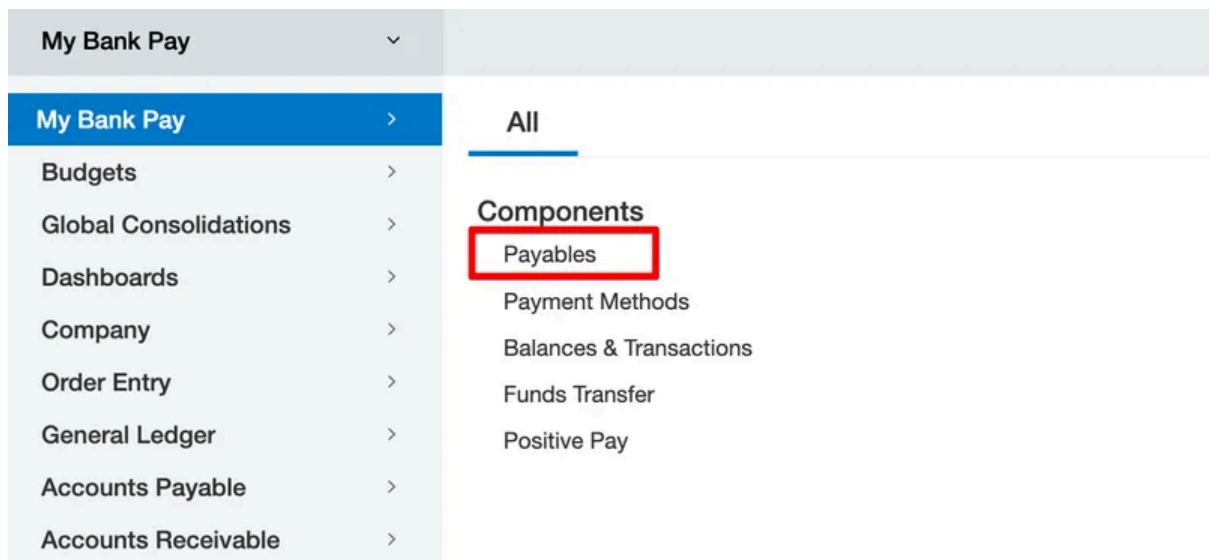 My Bank Pay
My Bank Pay
Budgets
Global Consolidations
Dashboards
Company
Order Entry
General Ledger
Accounts Payable
Accounts Receivable
All
Components
Payables
Payment Methods
Balances & Transactions
Funds Transfer
Positive Pay